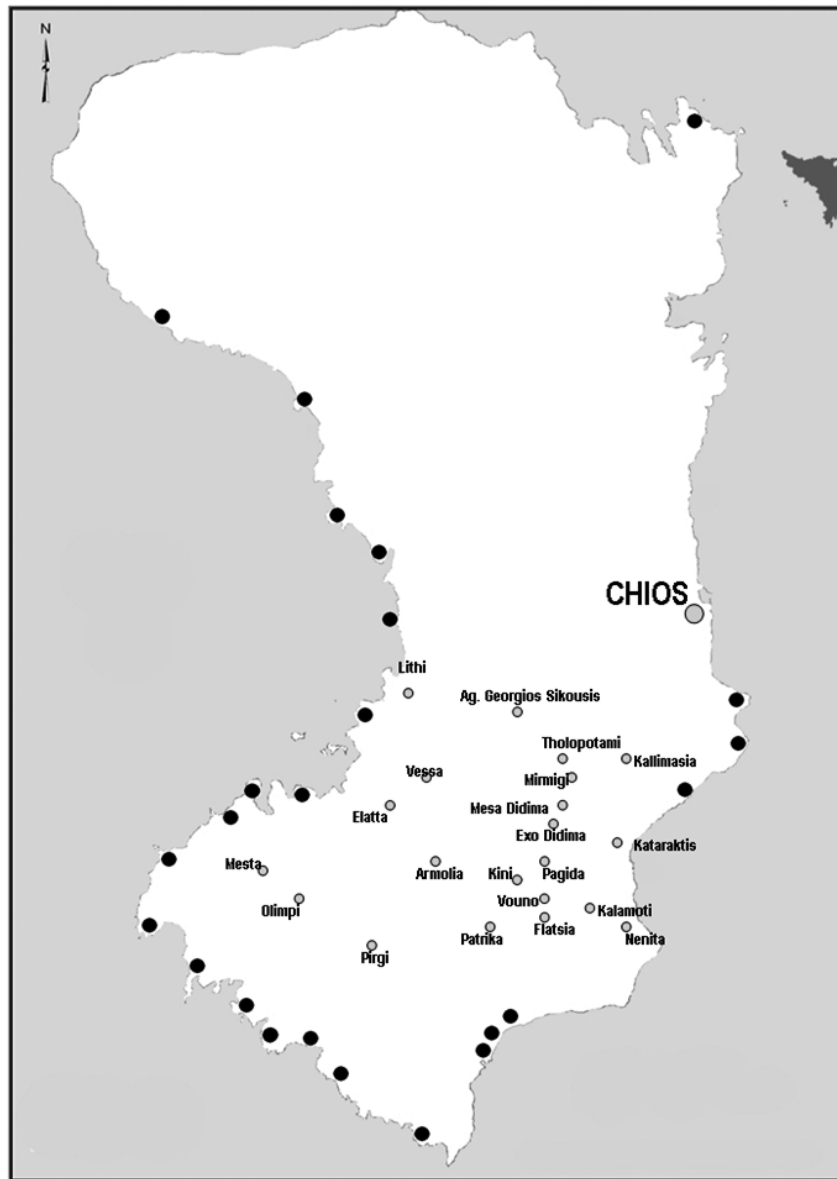 N
CHIOS
Lithi
Ag. Georgios Sikousis
Tholopotami
Kallimasia
Vessa
Mirmigi
Elatta
Mesa Didima
Exo Didima
Kataraktis
Mesta
Armolia
Kini
Pagida
Olimpi
Vouno
Kalamoti
Patrika
Flatsia
Nenita
Pirgi